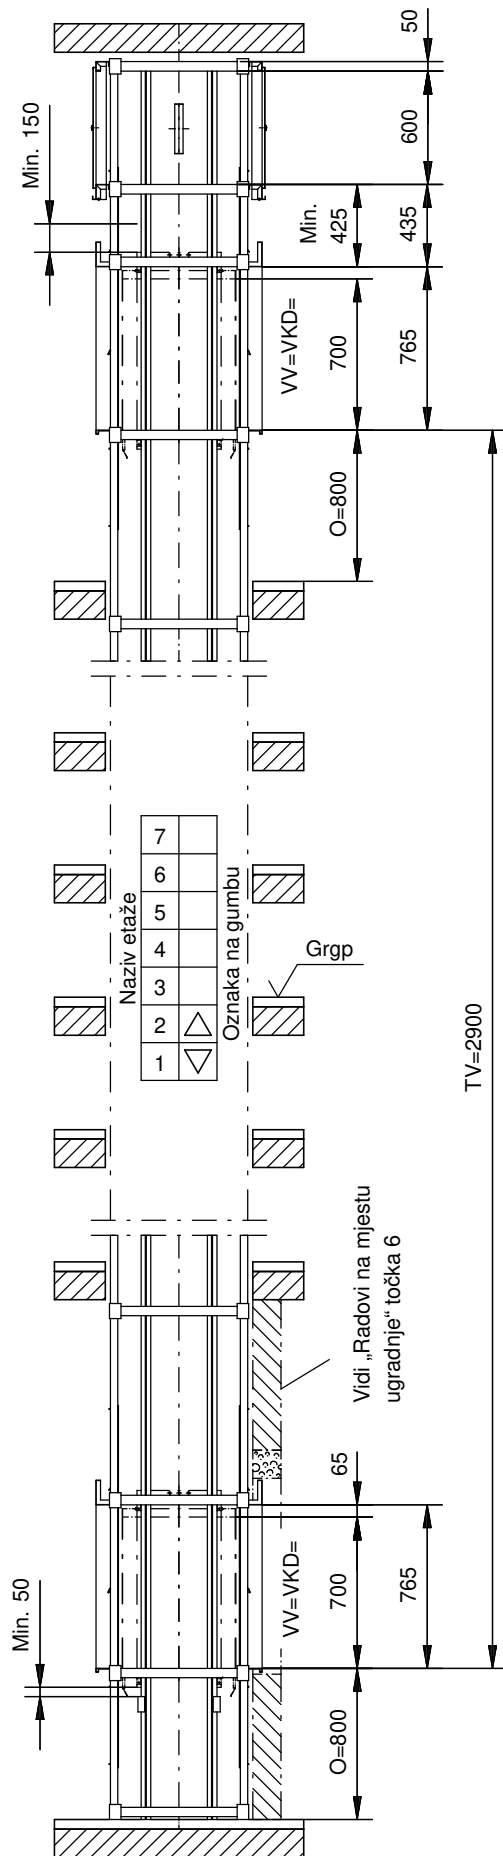 50
600
Min. 150
Min.
425
435
VV=VKD=
700
765
O=800
Naziv etaže
7
6
5
4
3
2
1
Oznaka na gumbu
Grgp
TV=2900
Vidi „Radovi na mjestu
ugradnje“ točka 6
65
VV=VKD=
700
765
Min. 50
O=800